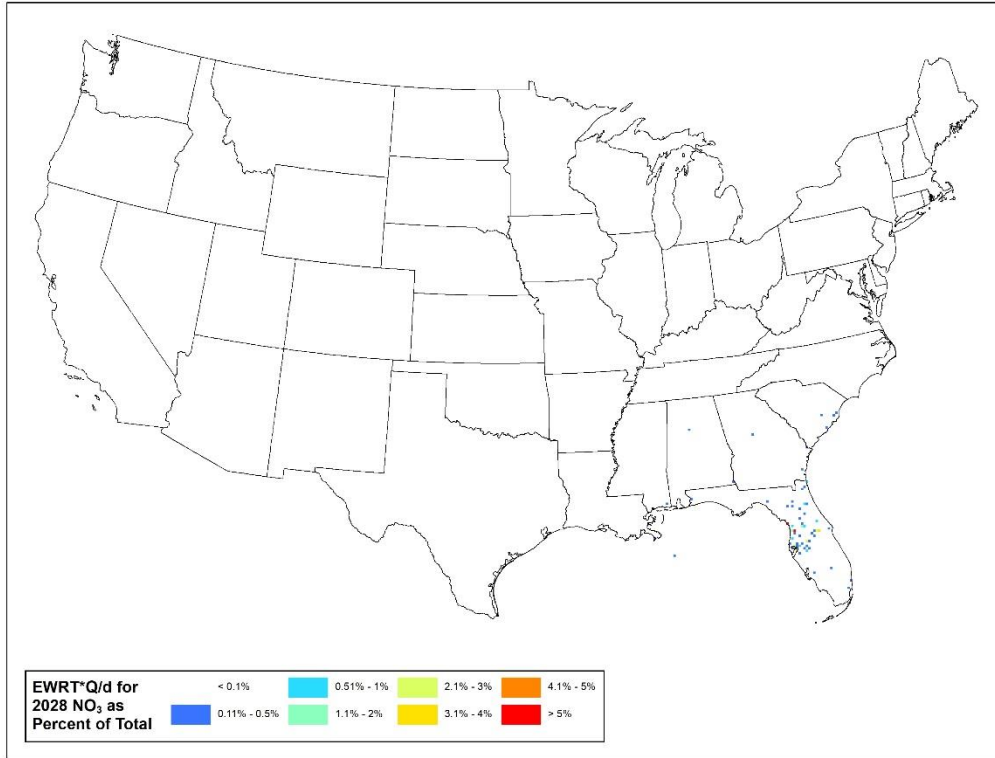 EWRT*Q/d for
2028 NO₃ as
Percent of Total
< 0.1%
0.51% - 1%
2.1% - 3%
4.1% - 5%
0.11% - 0.5%
1.1% - 2%
3.1% - 4%
> 5%